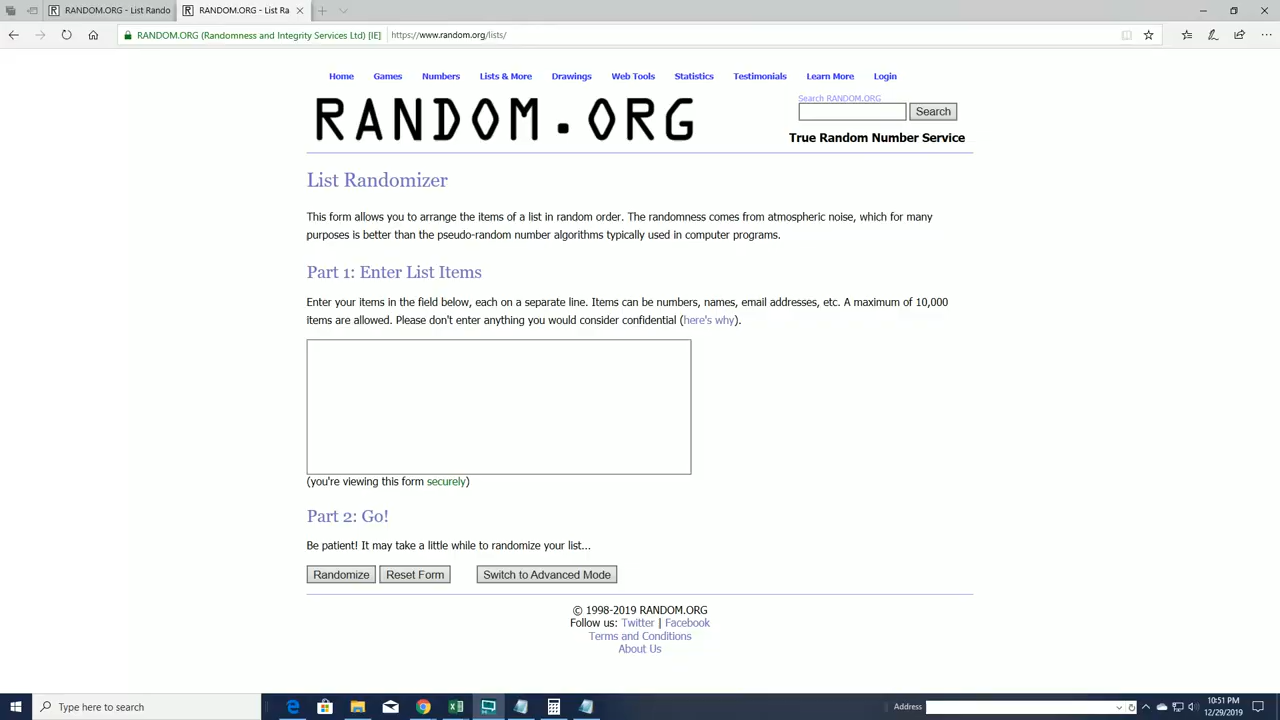 RANDOM.ORG - List Rando
RANDOM.ORG - List Ra
RANDOM.ORG (Randomness and Integrity Services Ltd) [IE]
https://www.random.org/lists/
Home Games Numbers Lists & More Drawings Web Tools Statistics Testimonials Learn More Login
RANDOM.ORG
Search RANDOM.ORG
Search
True Random Number Service
List Randomizer
This form allows you to arrange the items of a list in random order. The randomness comes from atmospheric noise, which for many
purposes is better than the pseudo-random number algorithms typically used in computer programs.
Part 1: Enter List Items
Enter your items in the field below, each on a separate line. Items can be numbers, names, email addresses, etc. A maximum of 10,000
items are allowed. Please don't enter anything you would consider confidential (here's why).
(you're viewing this form securely)
Part 2: Go!
Be patient! It may take a little while to randomize your list...
Randomize Reset Form Switch to Advanced Mode
© 1998-2019 RANDOM.ORG
Follow us: Twitter | Facebook
Terms and Conditions
About Us
Type here to search
Address
10:51 PM
12/29/2019